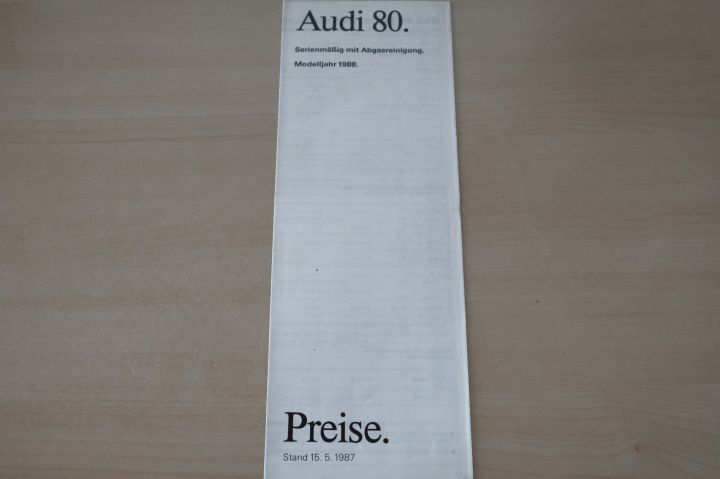 Audi 80.
Serienmäßig mit Abgasreinigung.
Modelljahr 1988.
Preise.
Stand 15. 5. 1987